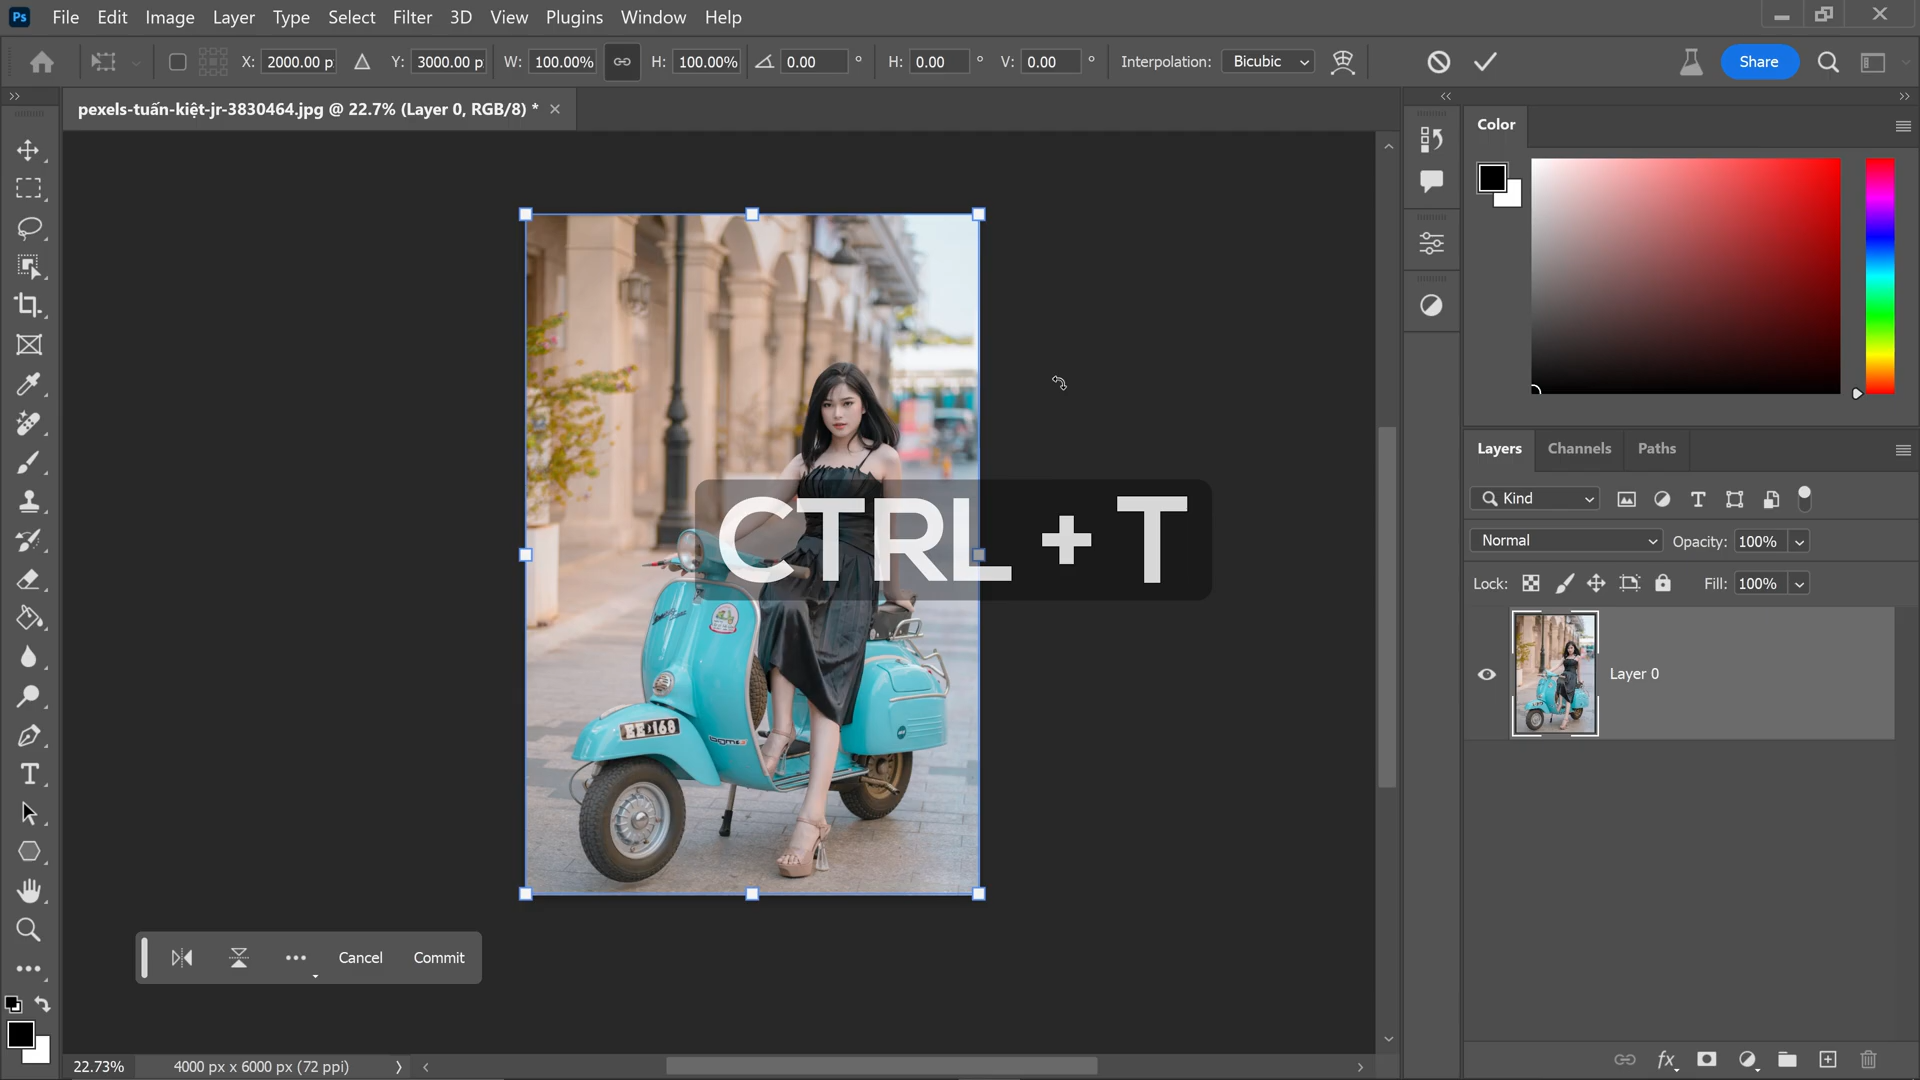 Ps File Edit Image Layer Type Select Filter 3D View Plugins Window Help
X: 2000.00 p Y: 3000.00 p W: 100.00% H: 100.00% 0.00 ° H: 0.00 ° V: 0.00 ° Interpolation: Bicubic Share
pexels-tuấn-kiệt-jr-3830464.jpg @ 22.7% (Layer 0, RGB/8) *
Color
CTRL + T
EE 168
Layers Channels Paths
Kind
Normal Opacity: 100%
Lock: Fill: 100%
Layer 0
Cancel Commit
22.73% 4000 px x 6000 px (72 ppi)
fx